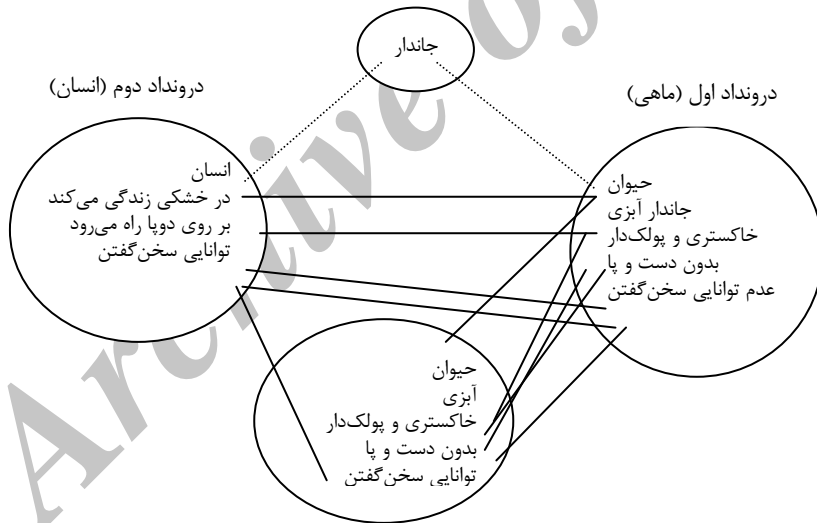 جاندار
درونداد اول (ماهی)
درونداد دوم (انسان)
حیوان
جاندار آبزی
خاکستری و پولک‌دار
بدون دست و پا
عدم توانایی سخن‌گفتن
انسان
در خشکی زندگی می‌کند
بر روی دوپا راه می‌رود
توانایی سخن‌گفتن
حیوان
آبزی
خاکستری و پولک‌دار
بدون دست و پا
توانایی سخن‌گفتن
Archive of